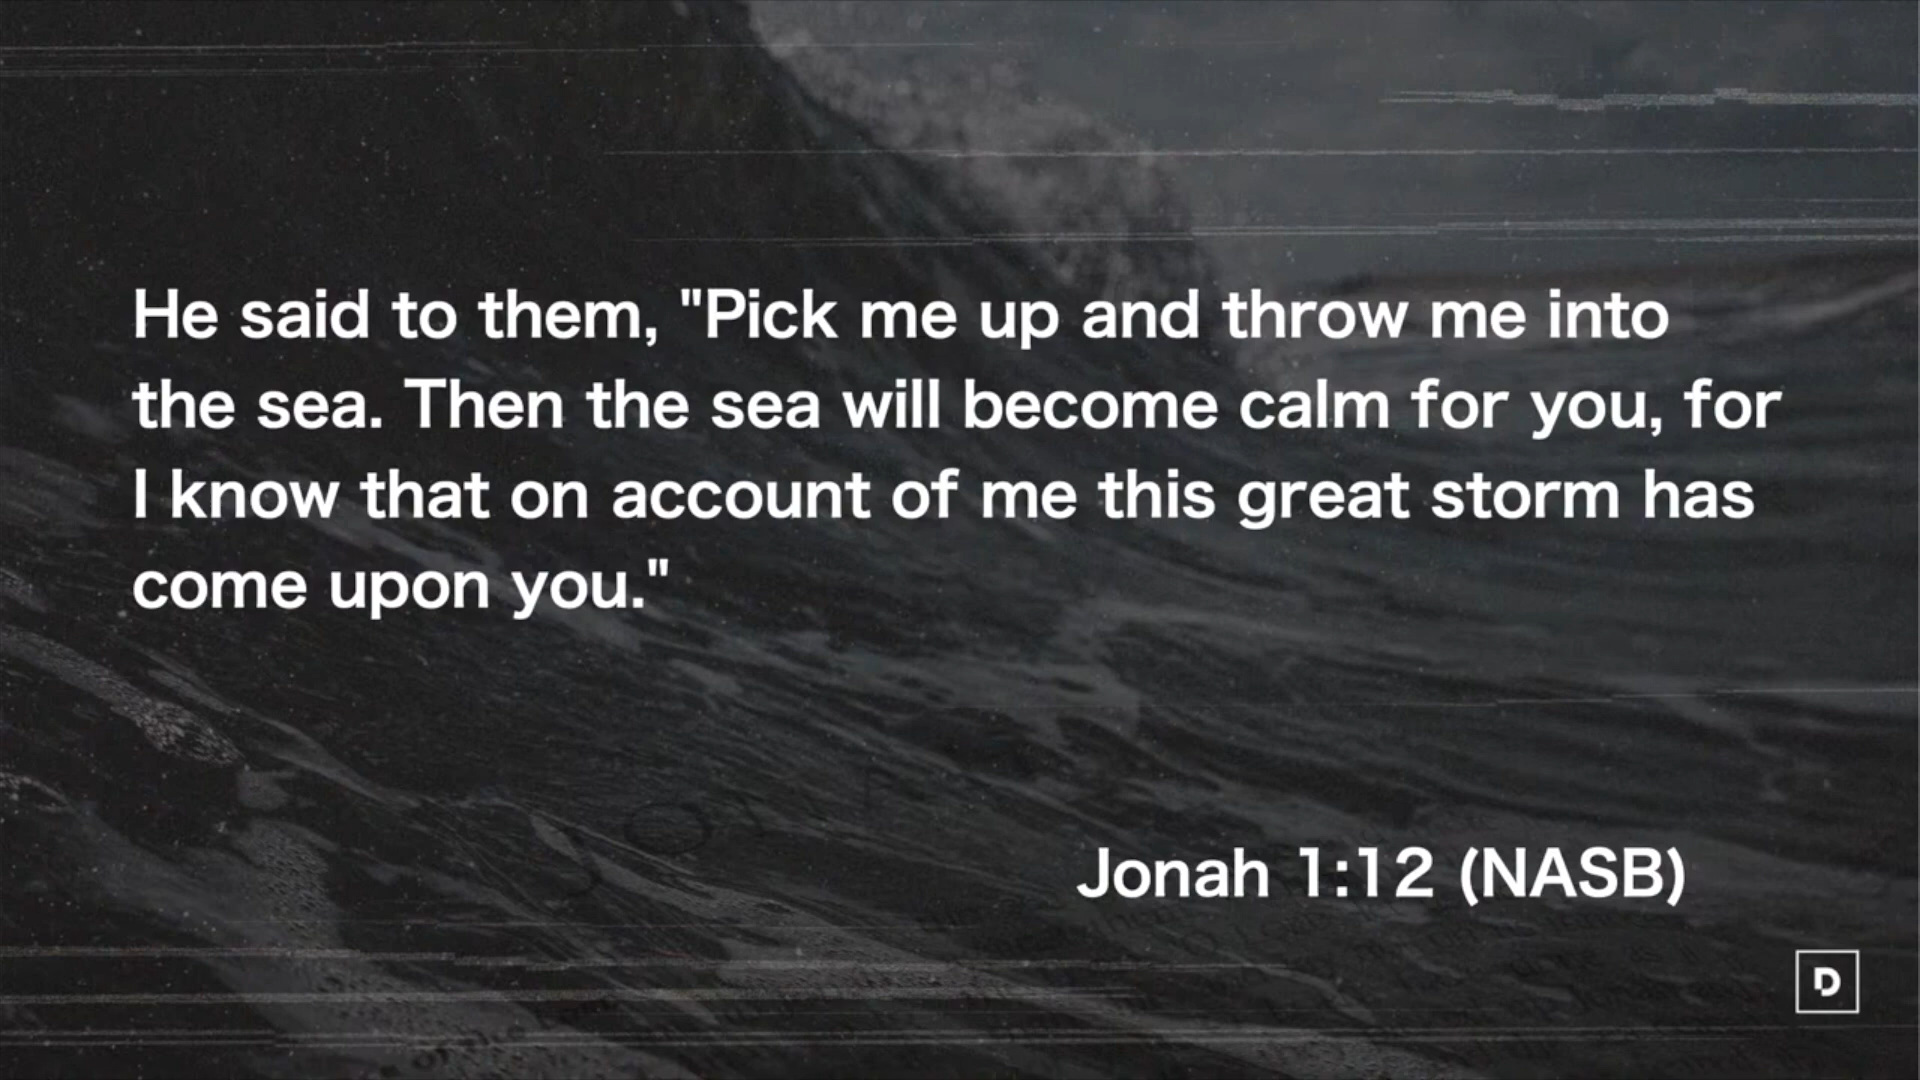 He said to them, "Pick me up and throw me into
the sea. Then the sea will become calm for you, for
I know that on account of me this great storm has
come upon you."
Jonah 1:12 (NASB)
D